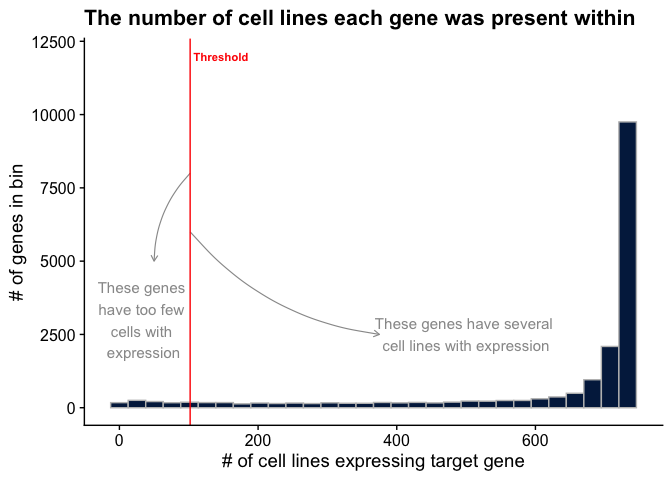 The number of cell lines each gene was present within
12500
Threshold
10000
7500
# of genes in bin
5000
These genes
have too few
cells with
expression
These genes have several
cell lines with expression
2500
0
0 200 400 600
# of cell lines expressing target gene